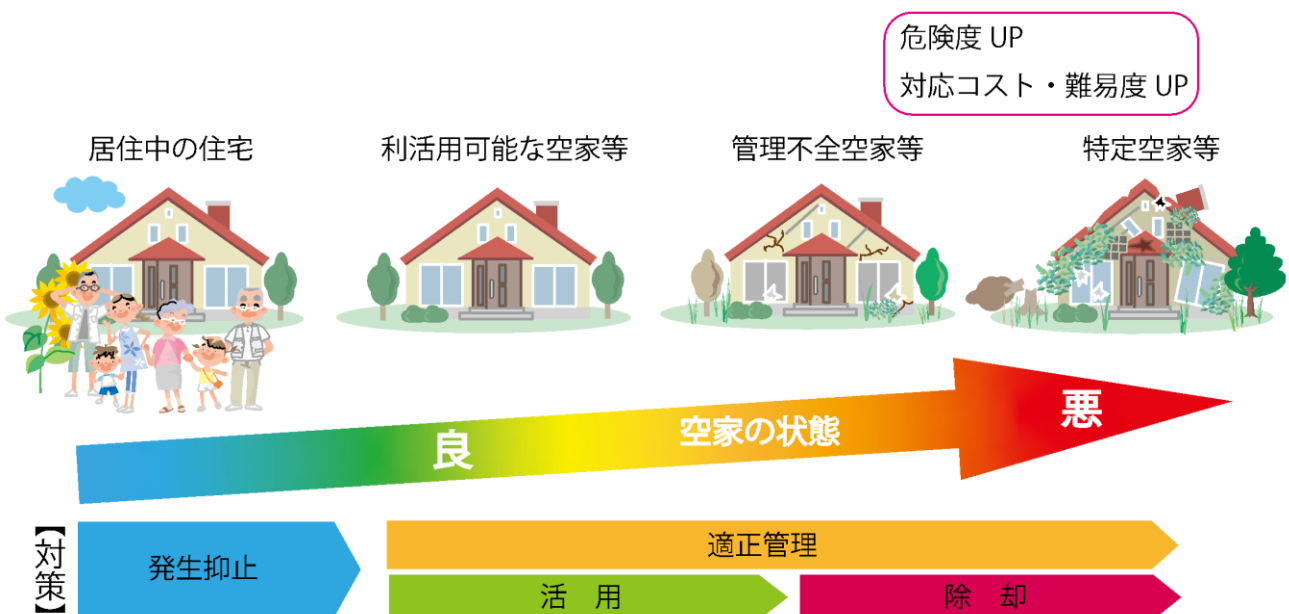 危険度 UP
対応コスト・難易度 UP
居住中の住宅
利活用可能な空家等
管理不全空家等
特定空家等
良
空家の状態
悪
【対策】
発生抑止
適正管理
活　用
除　却